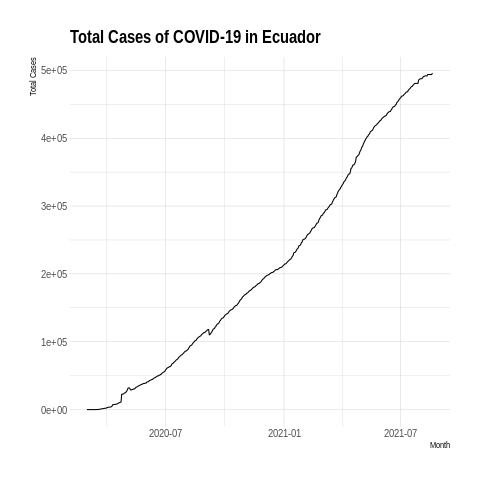 Total Cases of COVID-19 in Ecuador
Total Cases
5e+05
4e+05
3e+05
2e+05
1e+05
0e+00
2020-07 2021-01 2021-07
Month